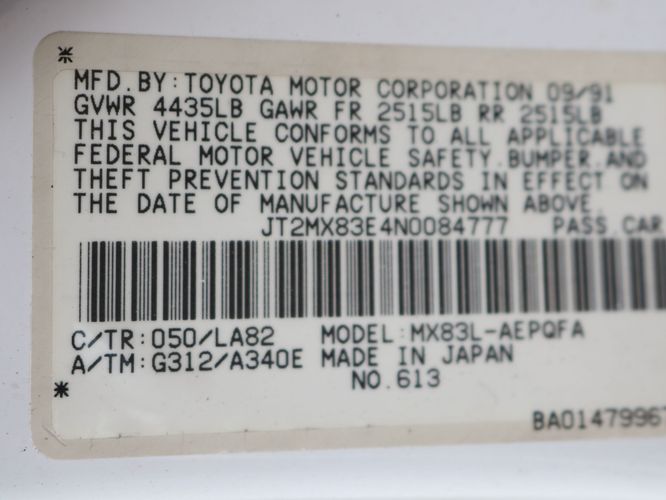 MFD.BY:TOYOTA MOTOR CORPORATION 09/91
GVWR 4435LB GAWR FR 2515LB RR 2515LB
THIS VEHICLE CONFORMS TO ALL APPLICABLE
FEDERAL MOTOR VEHICLE SAFETY.BUMPER.AND
THEFT PREVENTION STANDARDS IN EFFECT ON
THE DATE OF MANUFACTURE SHOWN ABOVE.
JT2MX83E4N0084777 PASS.CAR
C/TR:050/LA82 MODEL:MX83L-AEPQFA
A/TM:G312/A340E MADE IN JAPAN
NO.613
BA01479967